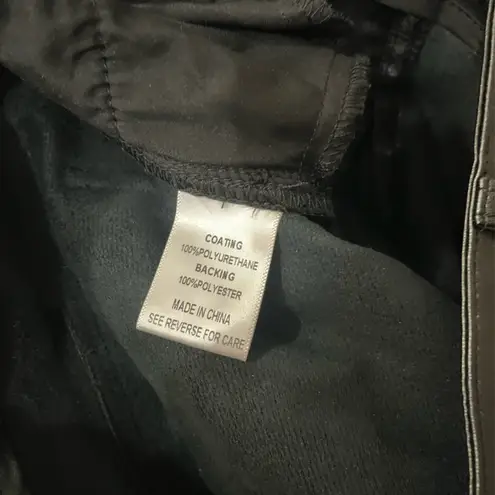 COATING
100%POLYURETHANE
BACKING
100%POLYESTER
MADE IN CHINA
SEE REVERSE FOR CARE